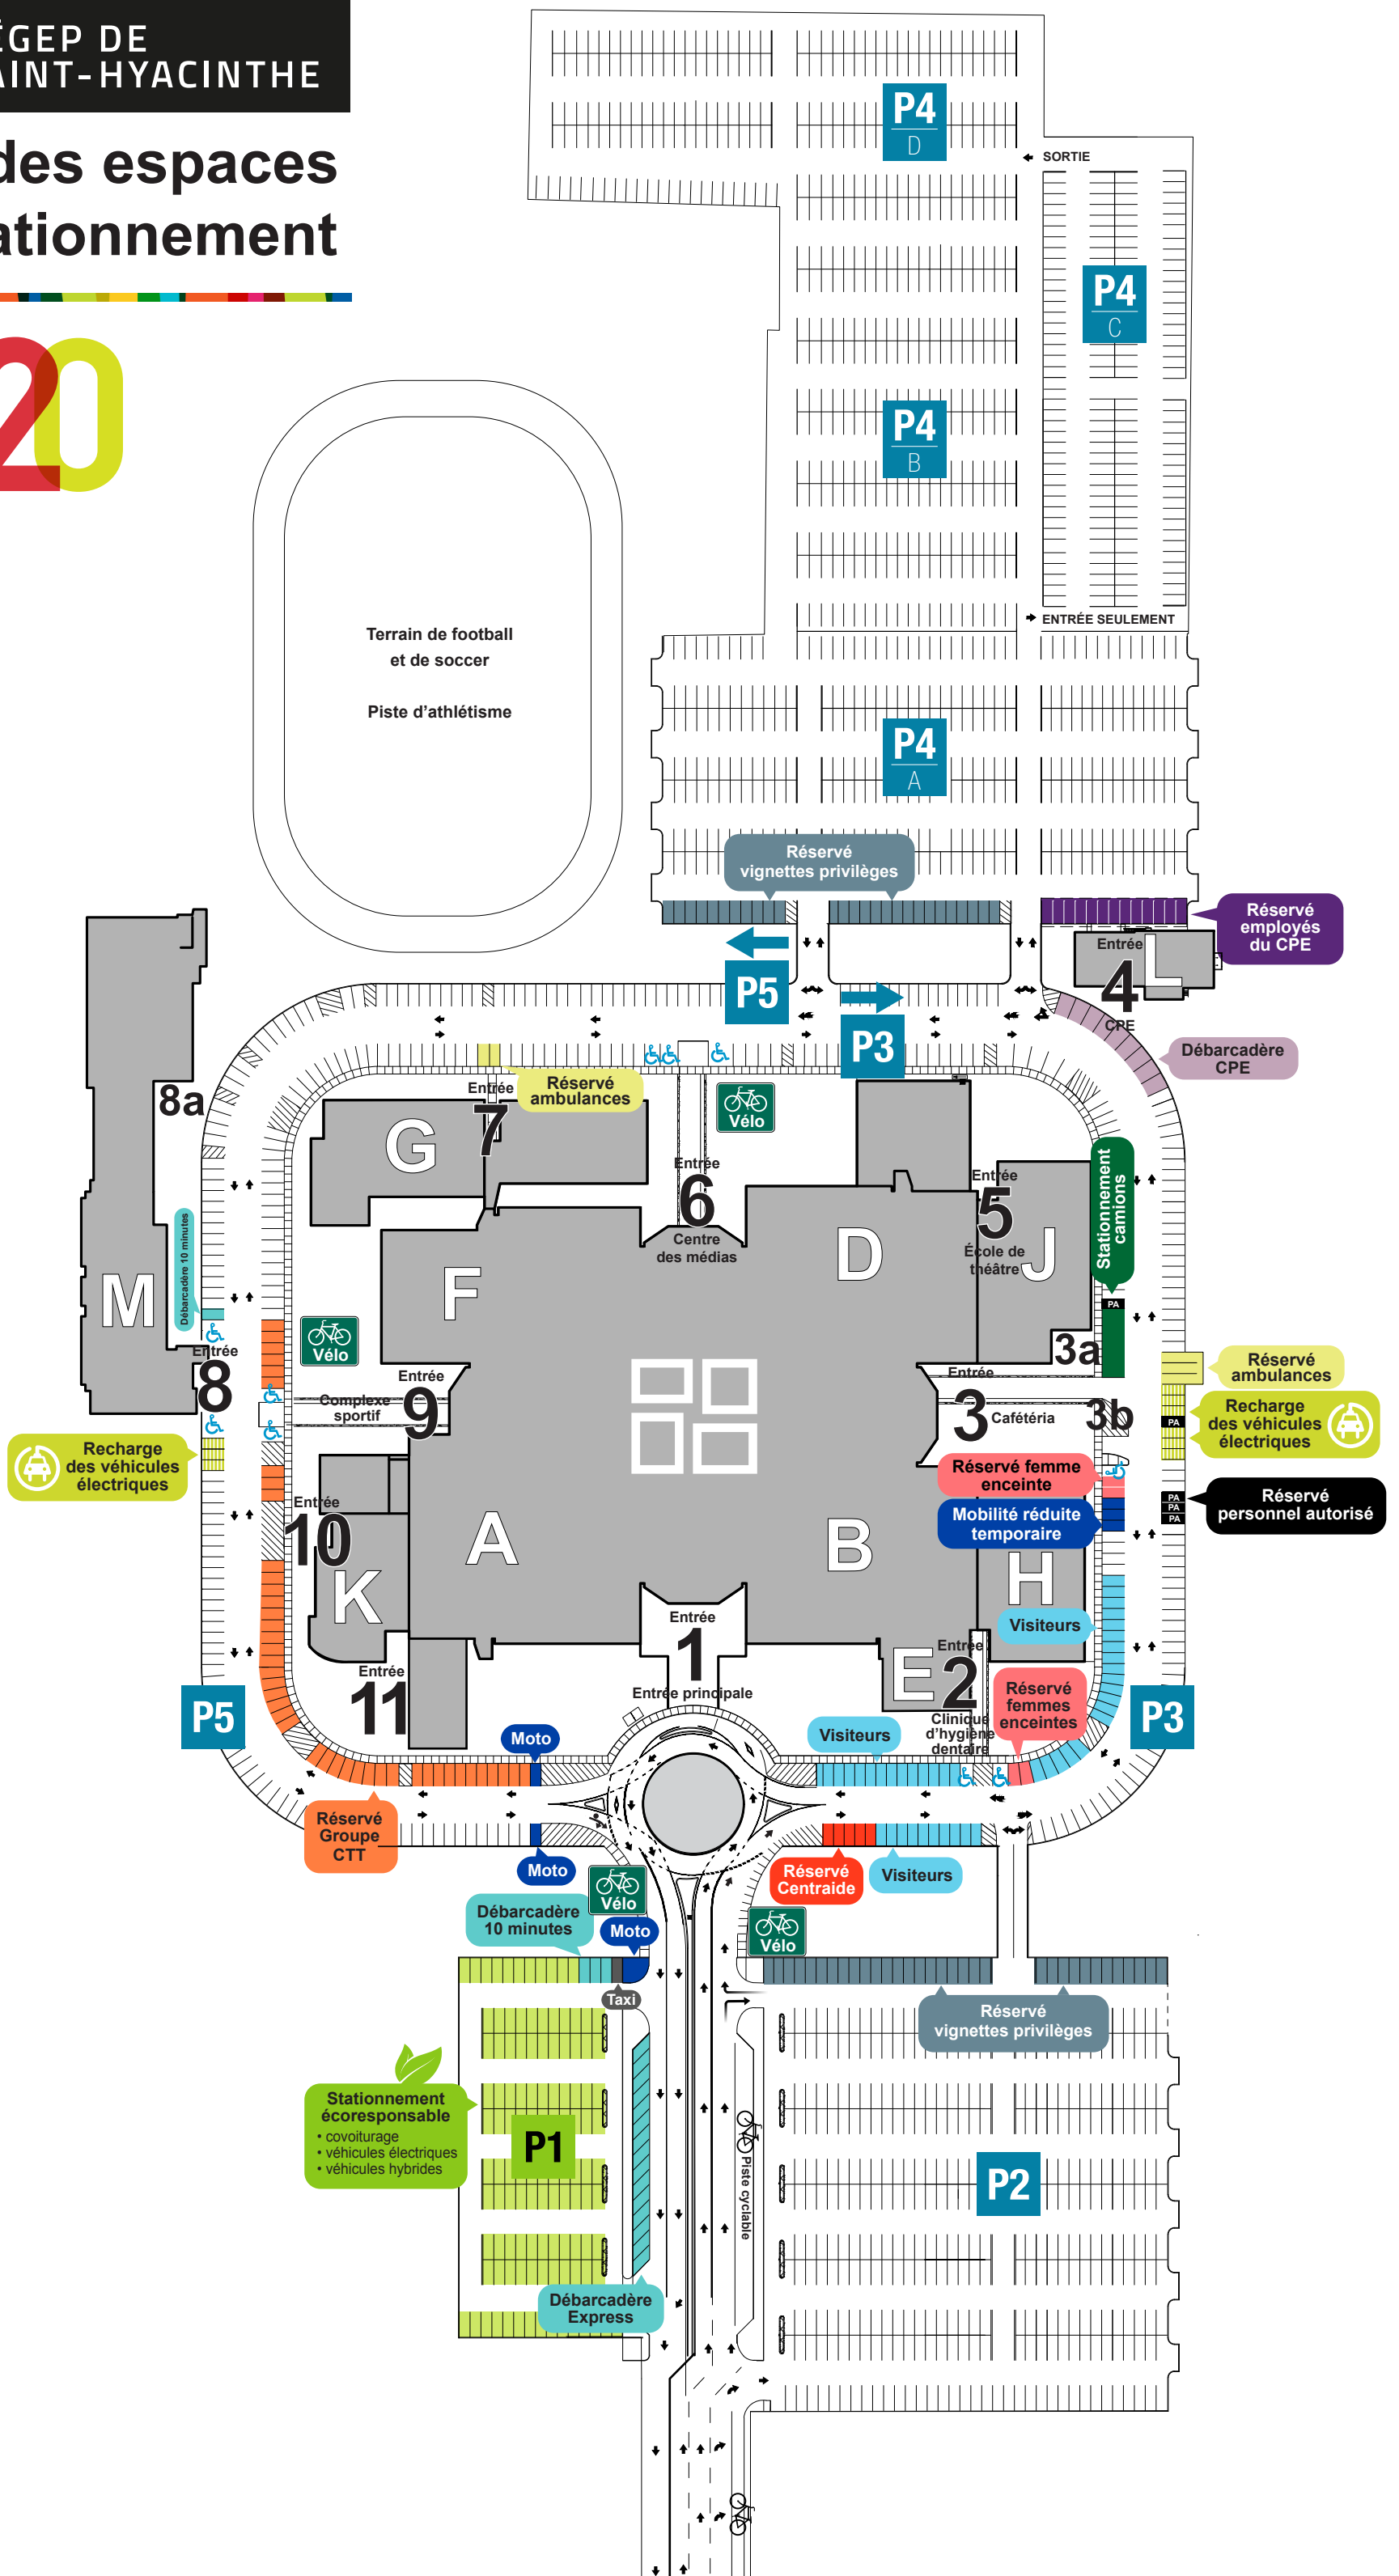 ÉGEP DE
AINT-HYACINTHE
des espaces
ationnement
20
P4
D
SORTIE
P4
C
P4
B
ENTRÉE SEULEMENT
Terrain de football
et de soccer
Piste d'athlétisme
P4
A
Réservé
vignettes privilèges
Réservé
employés
du CPE
Entrée
4
L
CPE
P5
P3
Débarcadère
CPE
8a
Entrée
7
Réservé
ambulances
G
Vélo
Entrée
6
Centre
des médias
Entrée
5
École de
théâtre
J
D
Stationnement
camions
PA
M
Débarcadère 10 minutes
F
Vélo
Entrée
8
Complexe
sportif
Entrée
9
Entrée
3
Cafétéria
3a
3b
Réservé
ambulances
Recharge
des véhicules
électriques
PA
Recharge
des véhicules
électriques
Réservé femme
enceinte
Mobilité réduite
temporaire
PA
PA
PA
Réservé
personnel autorisé
Entrée
10
K
A
B
H
Visiteurs
Entrée
1
Entrée principale
E
Entrée
2
Clinique
d'hygiène
dentaire
Réservé
femmes
enceintes
Entrée
11
P5
P3
Moto
Visiteurs
Réservé
Groupe
CTT
Moto
Réservé
Centraide
Visiteurs
Vélo
Débarcadère
10 minutes
Moto
Vélo
Taxi
Réservé
vignettes privilèges
Stationnement
écoresponsable
• covoiturage
• véhicules électriques
• véhicules hybrides
P1
Piste cyclable
P2
Débarcadère
Express